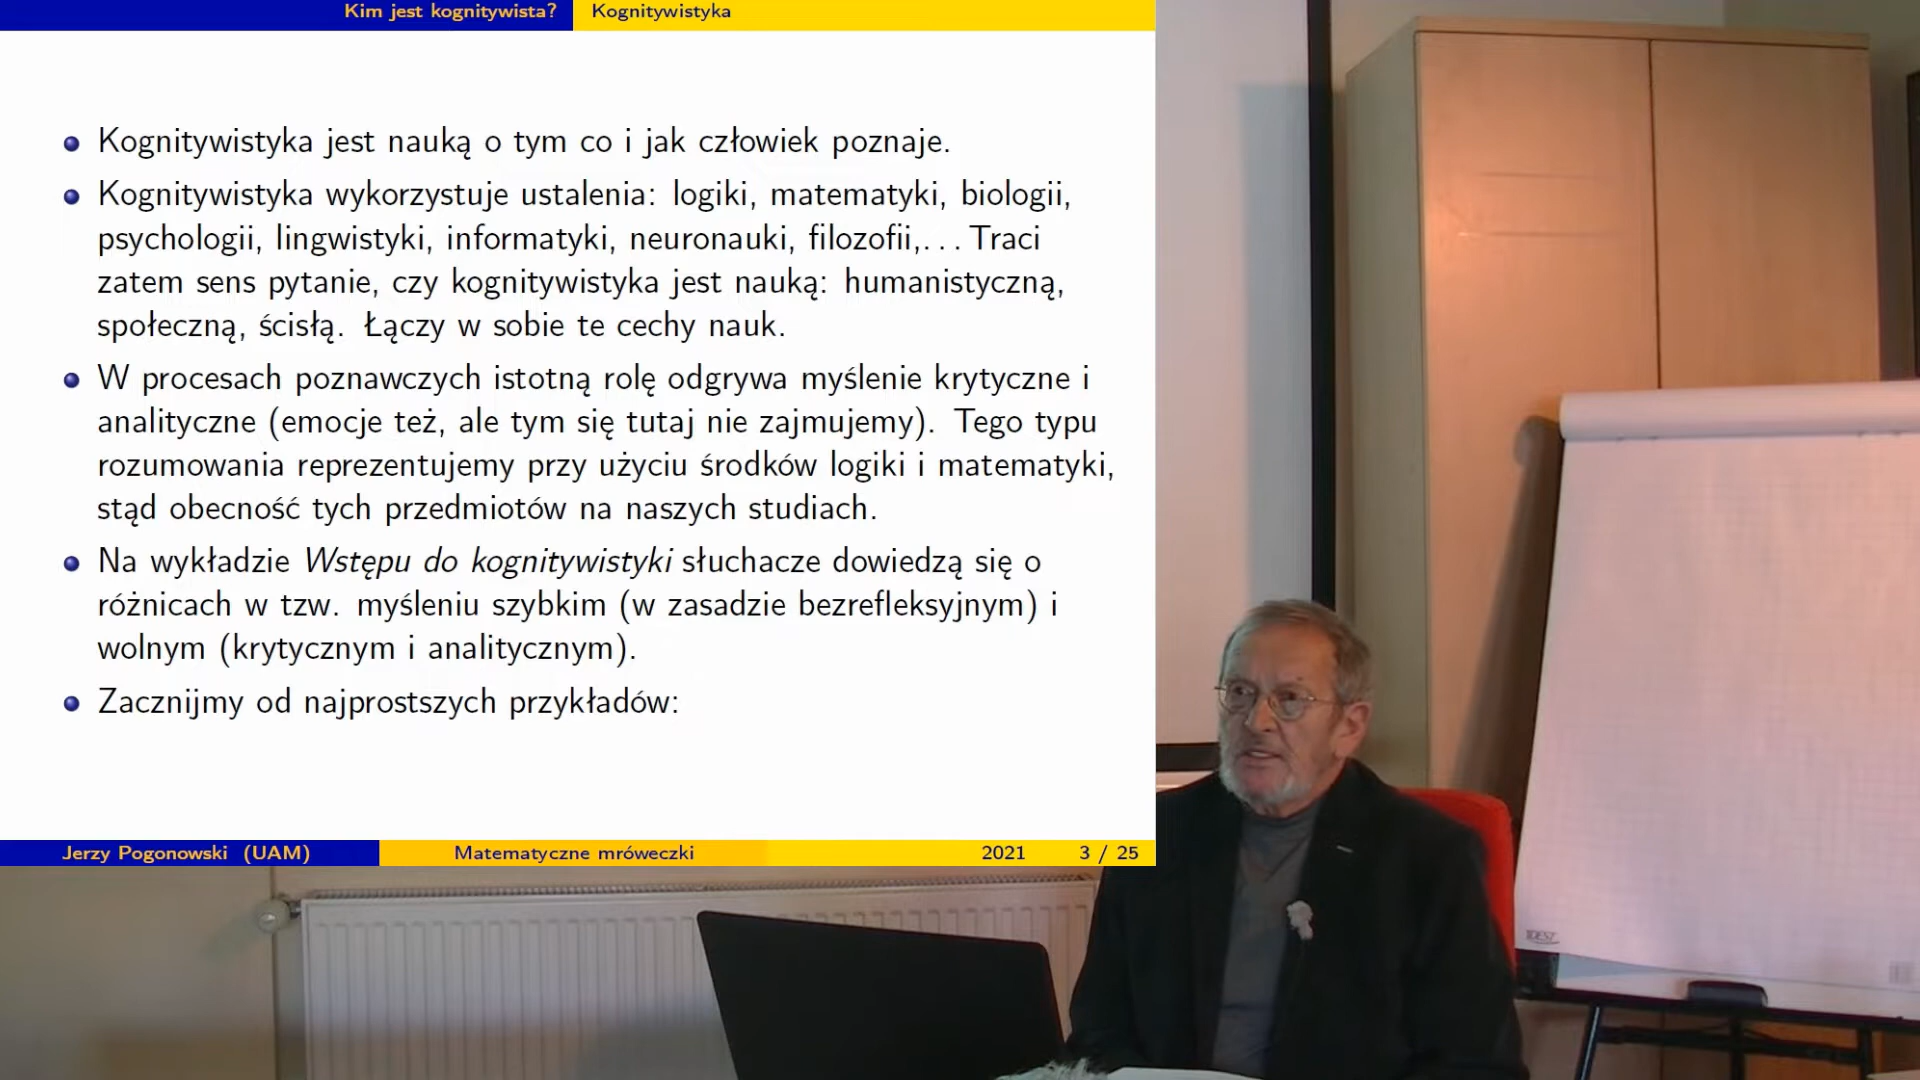 Kim jest kognitywista? Kognitywistyka
Kognitywistyka jest nauką o tym co i jak człowiek poznaje.
Kognitywistyka wykorzystuje ustalenia: logiki, matematyki, biologii,
psychologii, lingwistyki, informatyki, neuronauki, filozofii,... Traci
zatem sens pytanie, czy kognitywistyka jest nauką: humanistyczną,
społeczną, ścisłą. Łączy w sobie te cechy nauk.
W procesach poznawczych istotną rolę odgrywa myślenie krytyczne i
analityczne (emocje też, ale tym się tutaj nie zajmujemy). Tego typu
rozumowania reprezentujemy przy użyciu środków logiki i matematyki,
stąd obecność tych przedmiotów na naszych studiach.
Na wykładzie Wstępu do kognitywistyki słuchacze dowiedzą się o
różnicach w tzw. myśleniu szybkim (w zasadzie bezrefleksyjnym) i
wolnym (krytycznym i analitycznym).
Zacznijmy od najprostszych przykładów:
Jerzy Pogonowski (UAM) Matematyczne mróweczki 2021 3 / 25